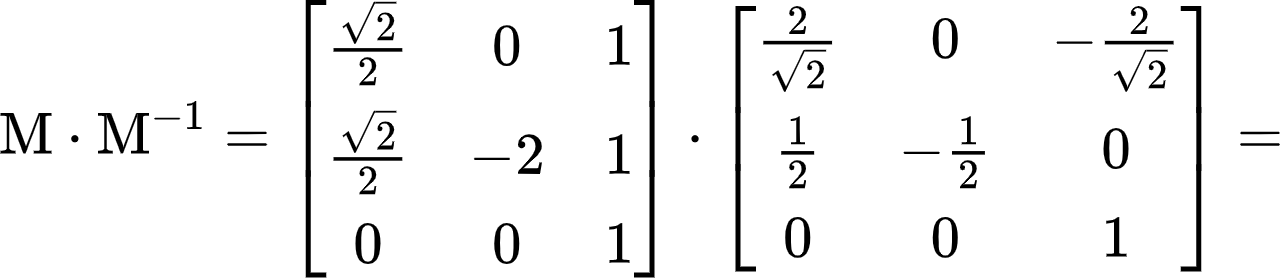 M · M⁻¹ = [ √2/2 0 1 ; √2/2 −2 1 ; 0 0 1 ] · [ 2/√2 0 −2/√2 ; 1/2 −1/2 0 ; 0 0 1 ] =